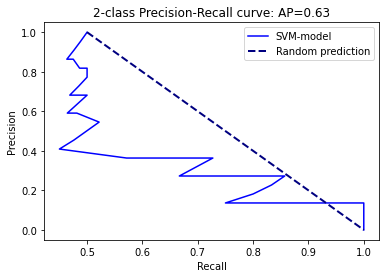 2-class Precision-Recall curve: AP=0.63
SVM-model
Random prediction
Precision
1.0
0.8
0.6
0.4
0.2
0.0
0.5
0.6
0.7
0.8
0.9
1.0
Recall